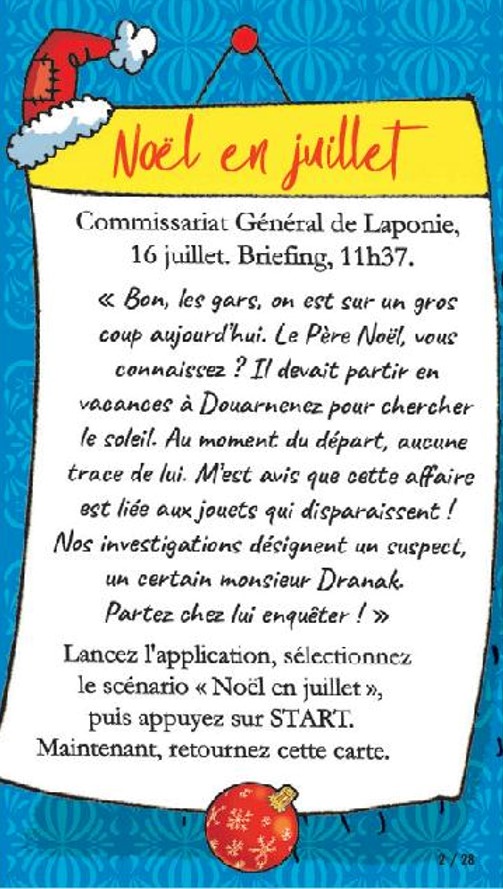 Noël en juillet
Commissariat Général de Laponie,
16 juillet. Briefing, 11h37.
« Bon, les gars, on est sur un gros
coup aujourd'hui. Le Père Noël, vous
connaissez ? Il devait partir en
vacances à Douarnenez pour chercher
le soleil. Au moment du départ, aucune
trace de lui. M'est avis que cette affaire
est liée aux jouets qui disparaissent !
Nos investigations désignent un suspect,
un certain monsieur Dranak.
Partez chez lui enquêter ! »
Lancez l'application, sélectionnez
le scénario « Noël en juillet »,
puis appuyez sur START.
Maintenant, retournez cette carte.
2 / 28